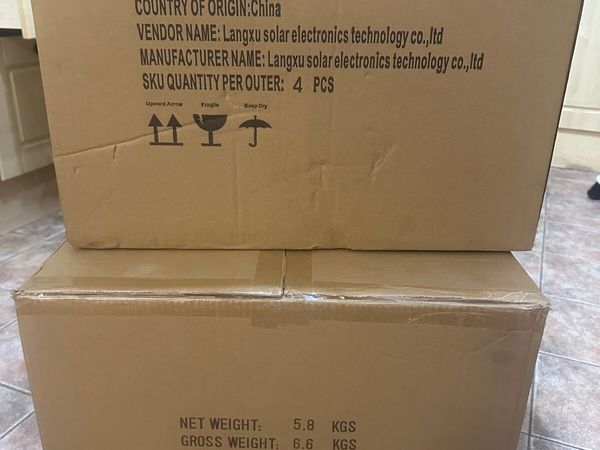 COUNTRY OF ORIGIN:China
VENDOR NAME: Langxu solar electronics technology co.,ltd
MANUFACTURER NAME: Langxu solar electronics technology co.,ltd
SKU QUANTITY PER OUTER: 4 PCS
Upward Arrow Fragile Keep Dry
NET WEIGHT: 5.8 KGS
GROSS WEIGHT: 6.6 KGS